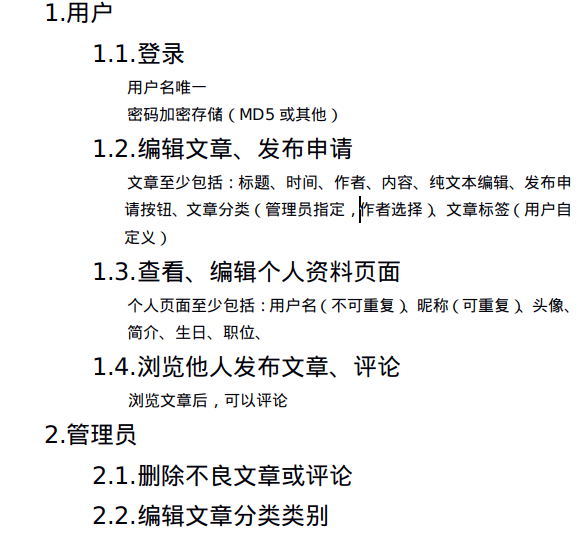 1.用户
1.1.登录
用户名唯一
密码加密存储（MD5 或其他）
1.2.编辑文章、发布申请
文章至少包括：标题、时间、作者、内容、纯文本编辑、发布申
请按钮、文章分类（管理员指定，作者选择）、文章标签（用户自
定义）
1.3.查看、编辑个人资料页面
个人页面至少包括：用户名（不可重复）、昵称（可重复）、头像、
简介、生日、职位、
1.4.浏览他人发布文章、评论
浏览文章后，可以评论
2.管理员
2.1.删除不良文章或评论
2.2.编辑文章分类类别